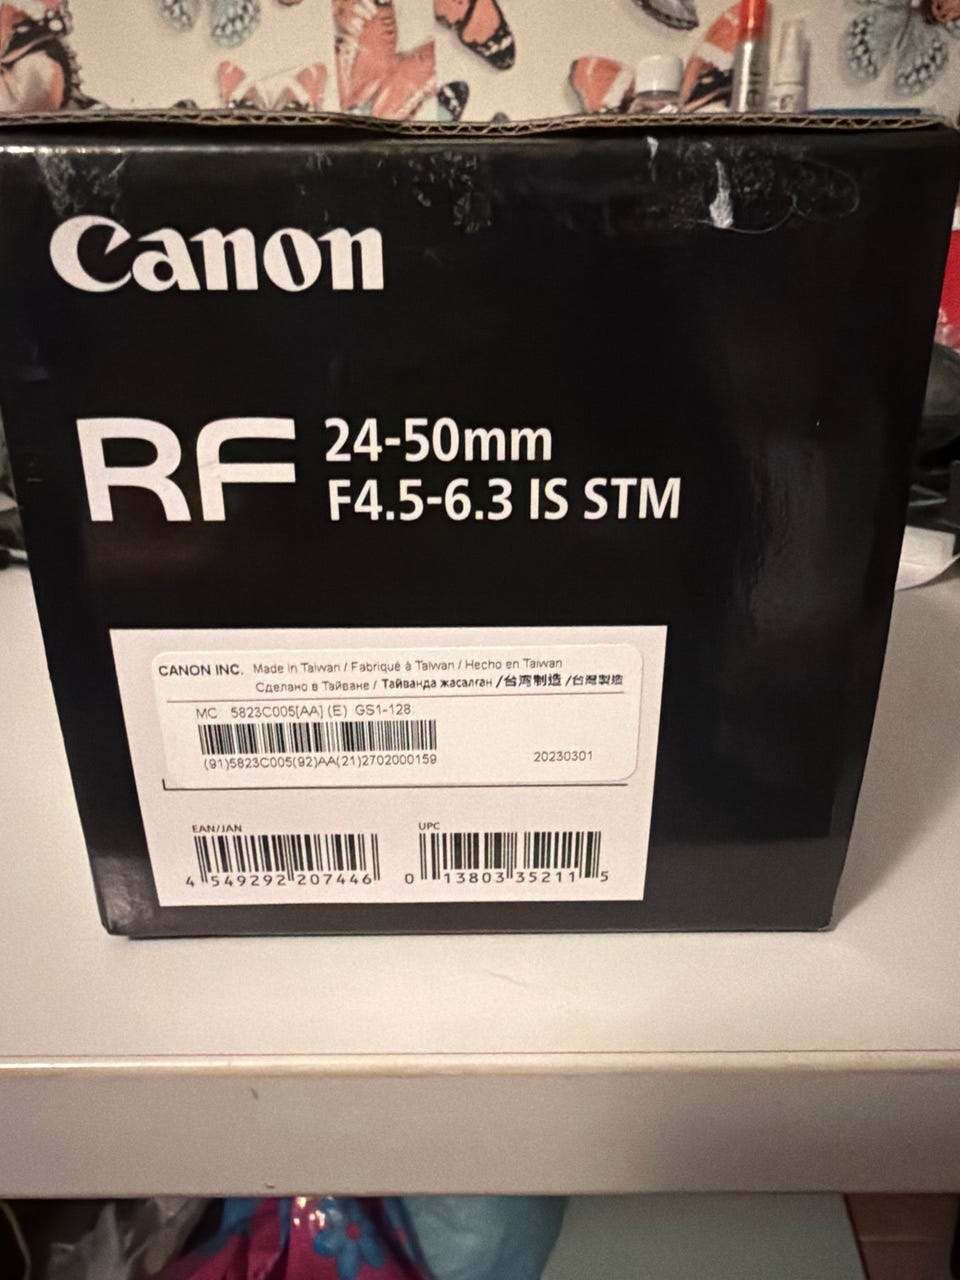 Canon
RF 24-50mm
F4.5-6.3 IS STM
CANON INC. Made in Taiwan / Fabriqué à Taïwan / Hecho en Taiwan
Сделано в Тайване / Тайванда жасалған /台湾制造 /台灣製造
MC 5823C005[AA] (E) GS1-128
(91)5823C005(92)AA(21)2702000159
20230301
EAN/JAN
4 549292 207446
UPC
0 13803 35211 5